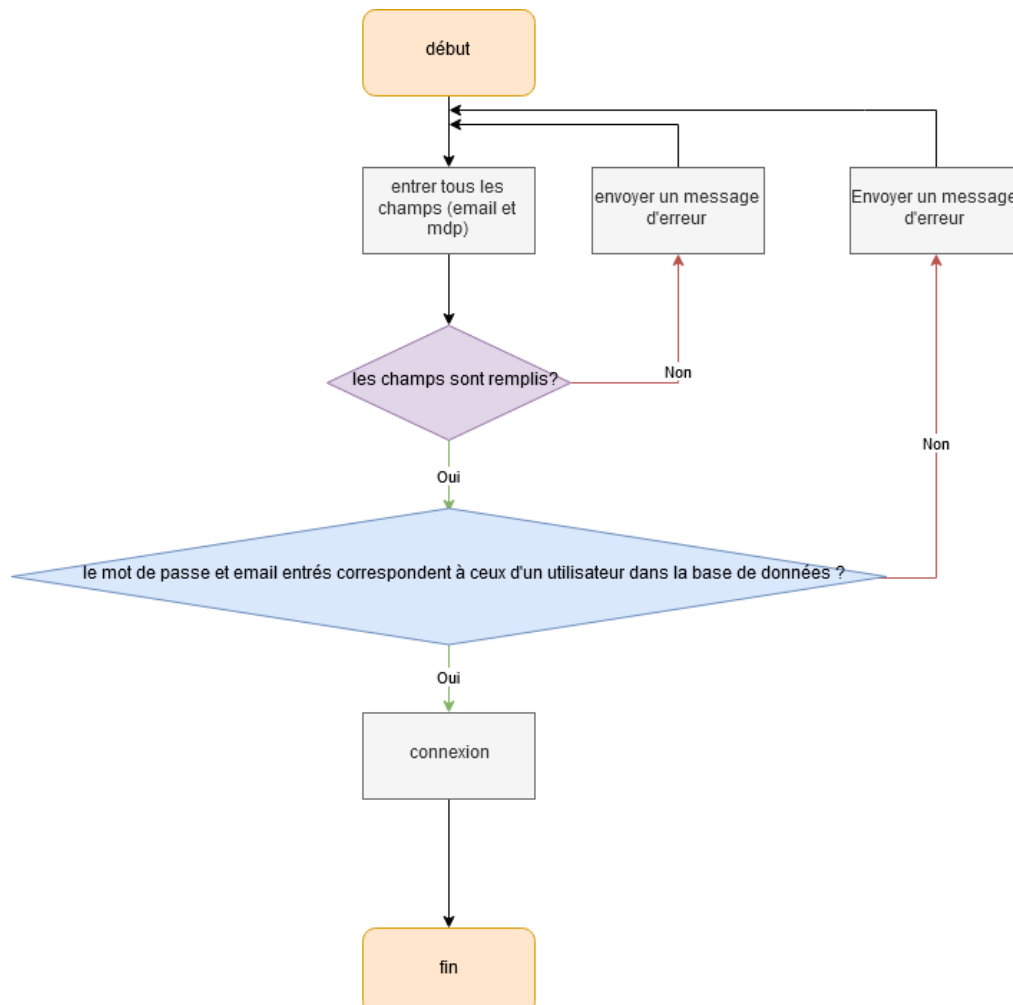 début
entrer tous les
champs (email et
mdp)
envoyer un message
d'erreur
Envoyer un message
d'erreur
les champs sont remplis?
Non
Non
Oui
le mot de passe et email entrés correspondent à ceux d'un utilisateur dans la base de données ?
Oui
connexion
fin